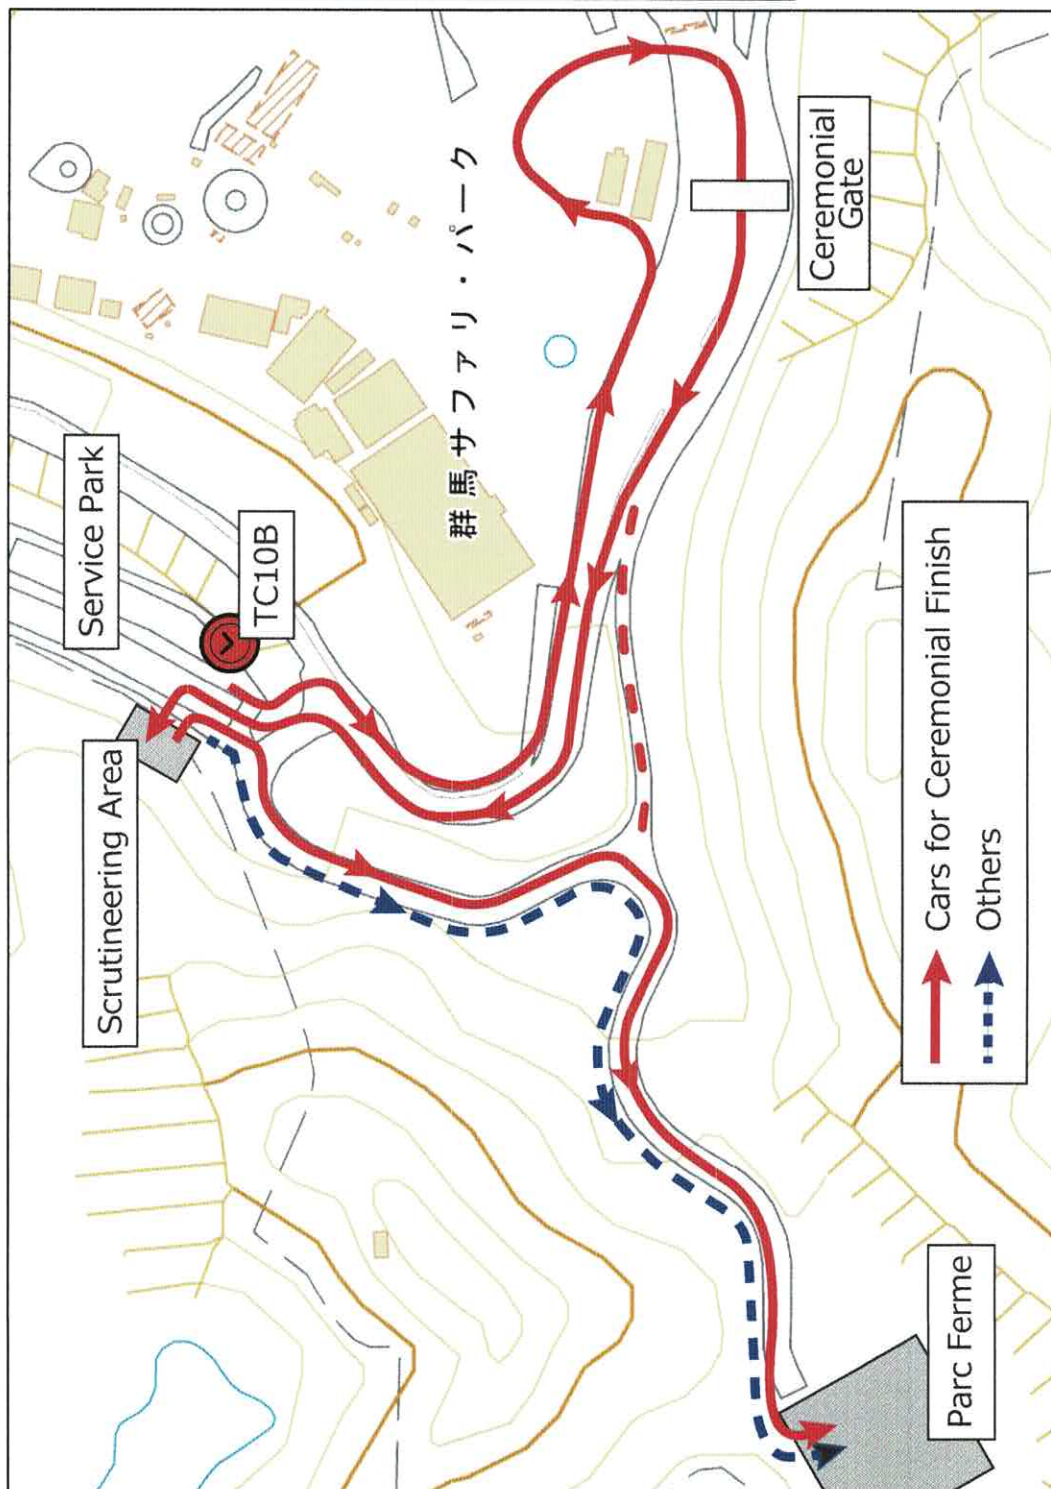 Service Park
TC10B
Scrutineering Area
群馬サファリ・パーク
Ceremonial
Gate
Cars for Ceremonial Finish
Others
Parc Ferme